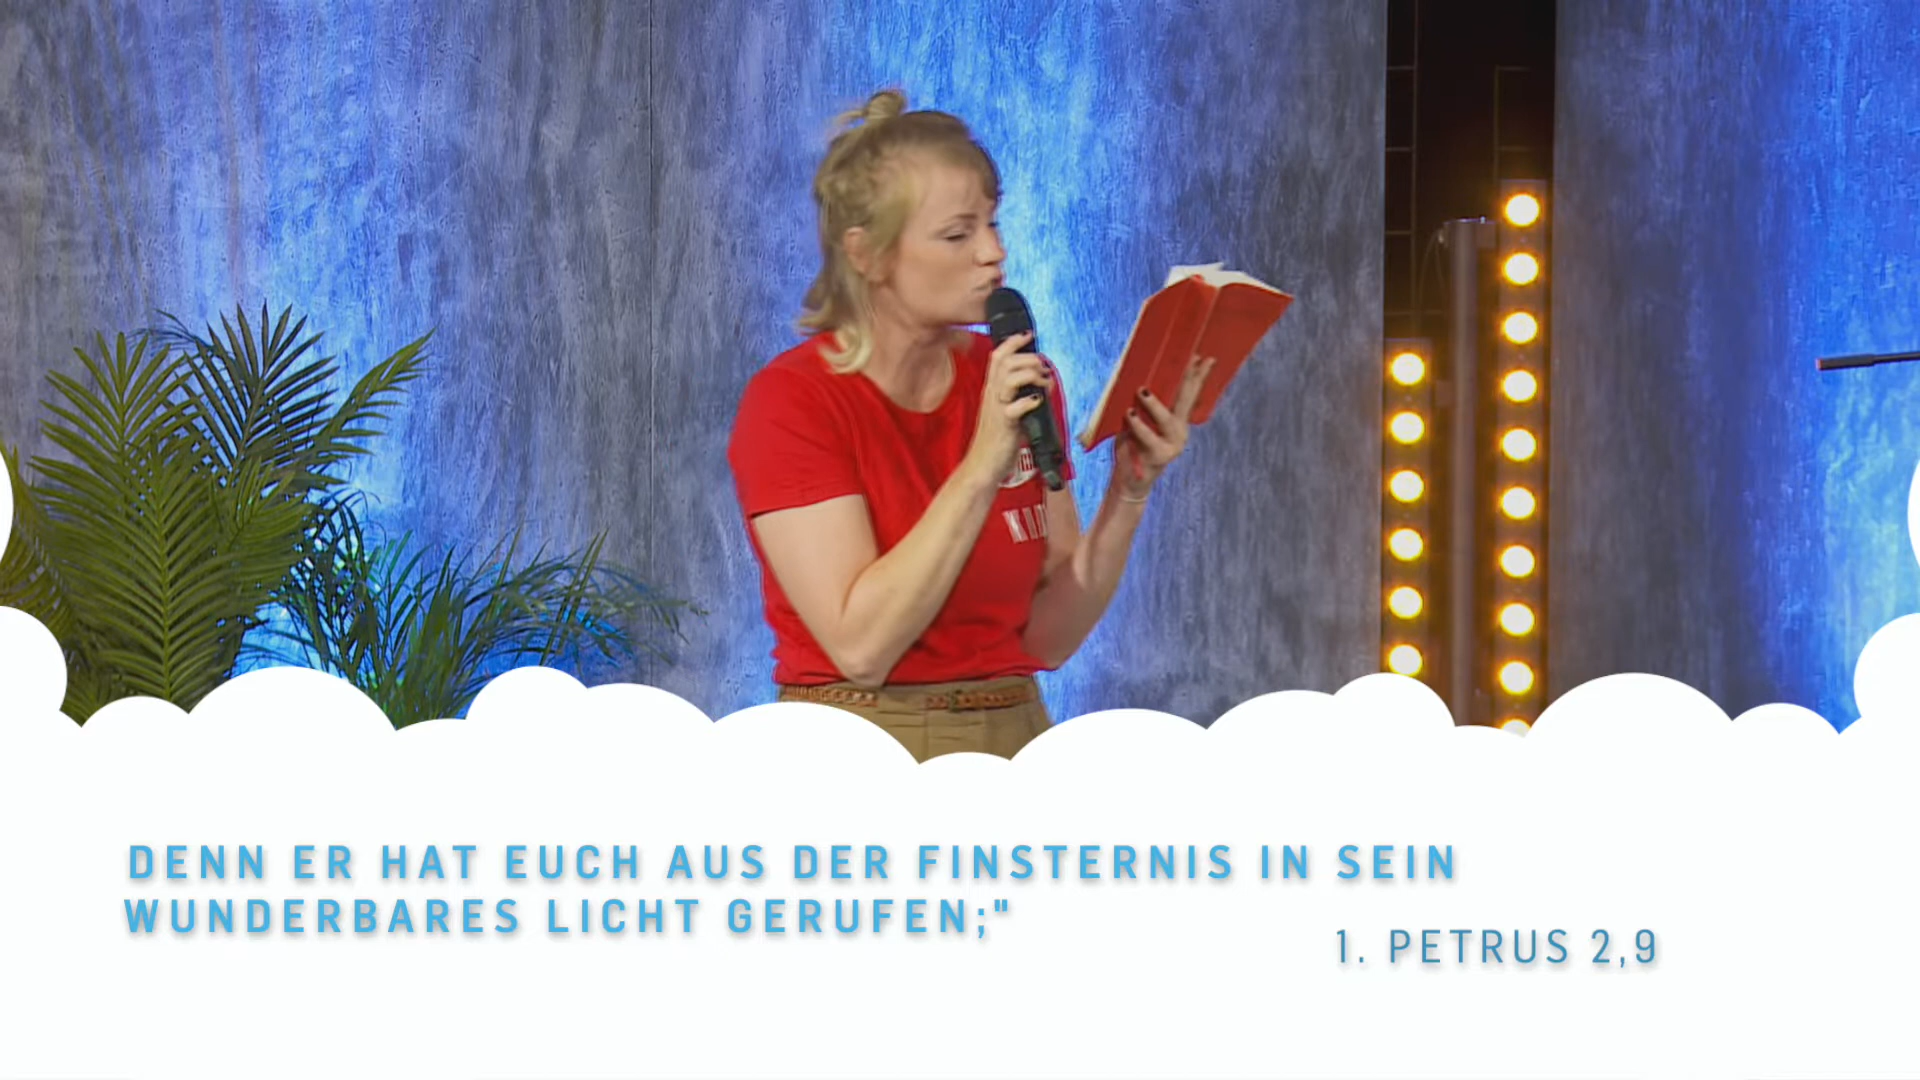 DENN ER HAT EUCH AUS DER FINSTERNIS IN SEIN
WUNDERBARES LICHT GERUFEN;"
1. PETRUS 2,9